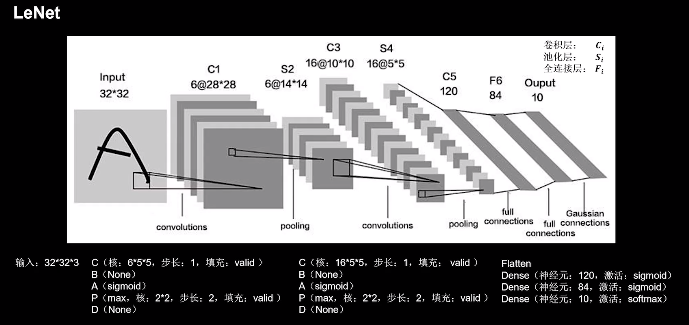 LeNet
卷积层： Ci
池化层： Si
全连接层： Fi
Input
32*32
C1
6@28*28
S2
6@14*14
C3
16@10*10
S4
16@5*5
C5
120
F6
84
Ouput
10
convolutions
pooling
convolutions
pooling
full
connections
full
connections
Gaussian
connections
输入：32*32*3
C（核：6*5*5，步长：1，填充：valid ）
B（None）
A（sigmoid）
P（max，核：2*2，步长：2，填充：valid ）
D（None）
C（核：16*5*5，步长：1，填充：valid ）
B（None）
A（sigmoid）
P（max，核：2*2，步长：2，填充：valid ）
D（None）
Flatten
Dense（神经元：120，激活：sigmoid）
Dense（神经元：84，激活：sigmoid）
Dense（神经元：10，激活：softmax）